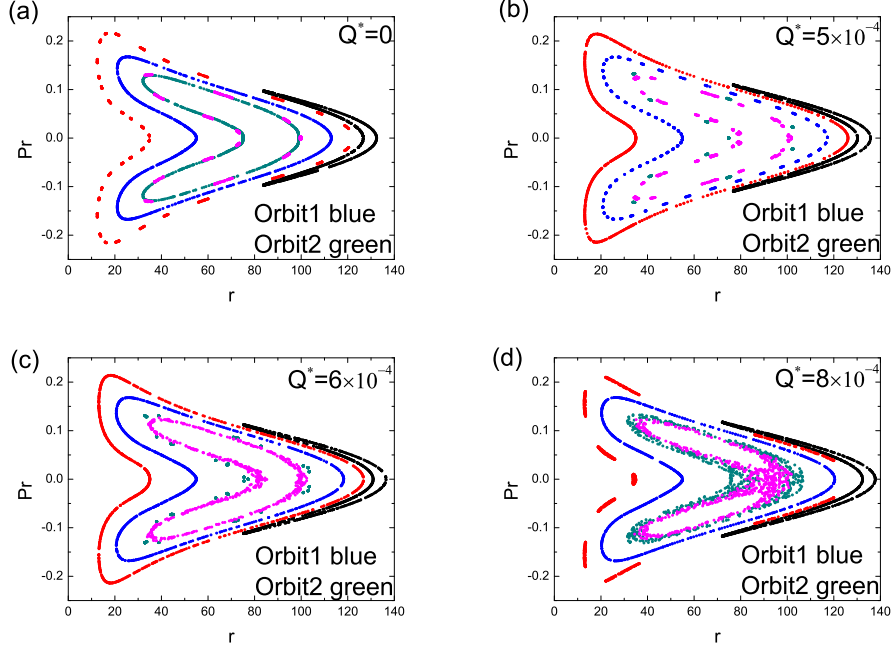 (a)
Q*=0
0.2
0.1
0.0
-0.1
-0.2
Pr
Orbit1 blue
Orbit2 green
0 20 40 60 80 100 120 140
r
(b)
Q*=5×10⁻⁴
0.2
0.1
0.0
-0.1
-0.2
Pr
Orbit1 blue
Orbit2 green
0 20 40 60 80 100 120 140
r
(c)
Q*=6×10⁻⁴
0.2
0.1
0.0
-0.1
-0.2
Pr
Orbit1 blue
Orbit2 green
0 20 40 60 80 100 120 140
r
(d)
Q*=8×10⁻⁴
0.2
0.1
0.0
-0.1
-0.2
Pr
Orbit1 blue
Orbit2 green
0 20 40 60 80 100 120 140
r